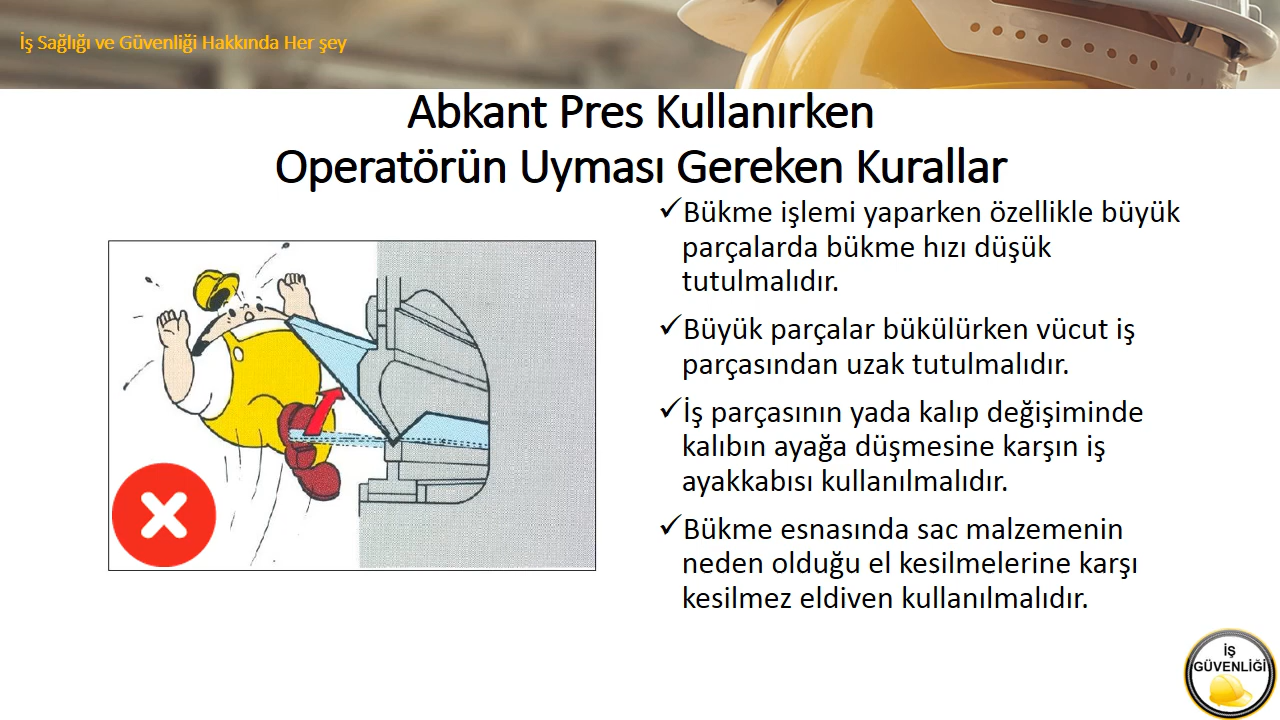 İş Sağlığı ve Güvenliği Hakkında Her şey
Abkant Pres Kullanırken
Operatörün Uyması Gereken Kurallar
✓Bükme işlemi yaparken özellikle büyük
parçalarda bükme hızı düşük
tutulmalıdır.
✓Büyük parçalar bükülürken vücut iş
parçasından uzak tutulmalıdır.
✓İş parçasının yada kalıp değişiminde
kalıbın ayağa düşmesine karşın iş
ayakkabısı kullanılmalıdır.
✓Bükme esnasında sac malzemenin
neden olduğu el kesilmelerine karşı
kesilmez eldiven kullanılmalıdır.
İŞ
GÜVENLİĞİ